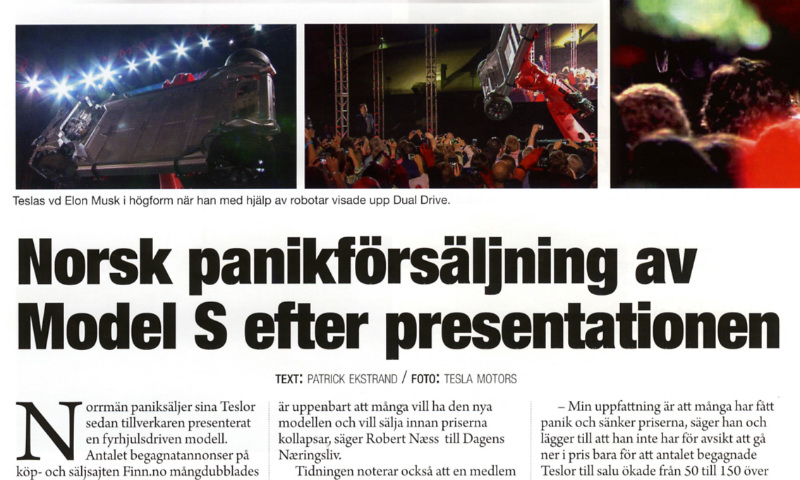 Teslas vd Elon Musk i högform när han med hjälp av robotar visade upp Dual Drive.
Norsk panikförsäljning av
Model S efter presentationen
TEXT: PATRICK EKSTRAND / FOTO: TESLA MOTORS
Norrmän paniksäljer sina Teslor
sedan tillverkaren presenterat
en fyrhjulsdriven modell.
Antalet begagnatannonser på
köp- och säljsajten Finn.no mångdubblades
är uppenbart att många vill ha den nya
modellen och vill sälja innan priserna
kollapsar, säger Robert Næss till Dagens
Næringsliv.
Tidningen noterar också att en medlem
– Min uppfattning är att många har fått
panik och sänker priserna, säger han och
lägger till att han inte har för avsikt att gå
ner i pris bara för att antalet begagnade
Teslor till salu ökade från 50 till 150 över